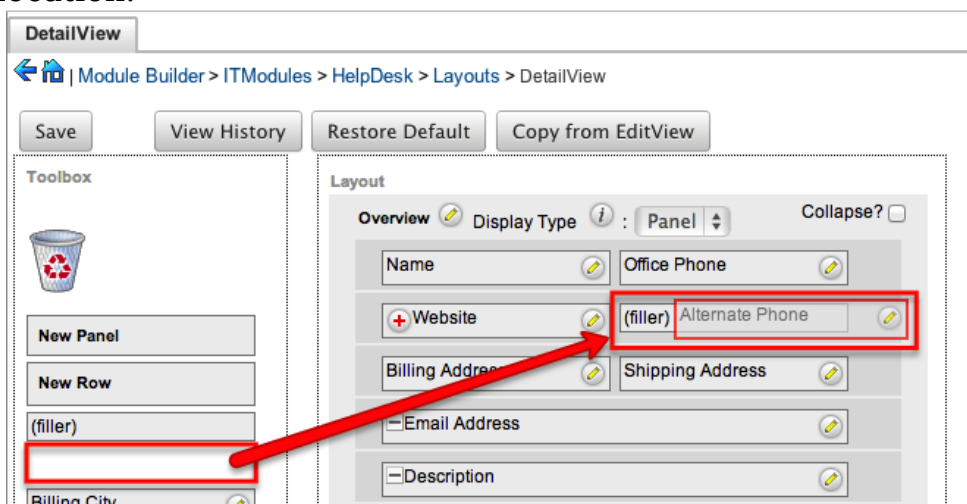 DetailView
| Module Builder > ITModules > HelpDesk > Layouts > DetailView
Save View History Restore Default Copy from EditView
Toolbox
Layout
Overview Display Type i : Panel Collapse?
Name Office Phone
Website (filler) Alternate Phone
New Panel
Billing Address Shipping Address
New Row
(filler)
Email Address
Description
Billing City